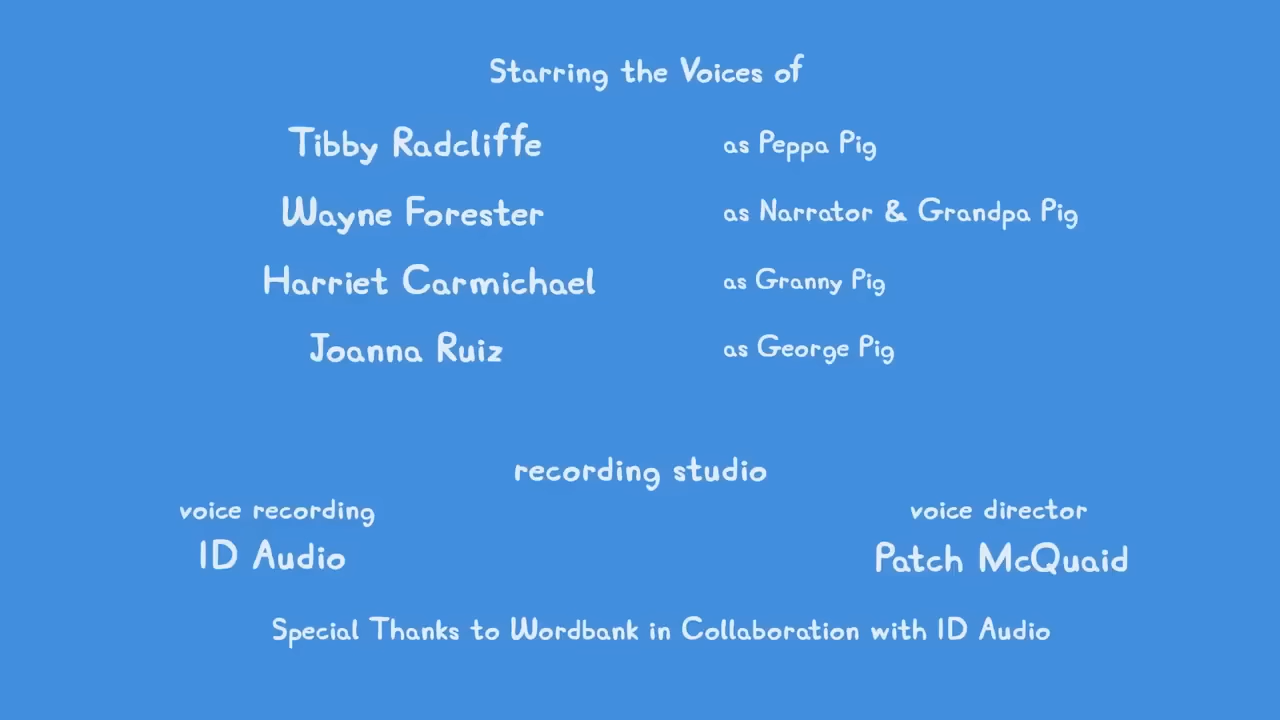 Starring the Voices of
Tibby Radcliffe as Peppa Pig
Wayne Forester as Narrator & Grandpa Pig
Harriet Carmichael as Granny Pig
Joanna Ruiz as George Pig
recording studio
voice recording voice director
ID Audio Patch McQuaid
Special Thanks to Wordbank in Collaboration with ID Audio